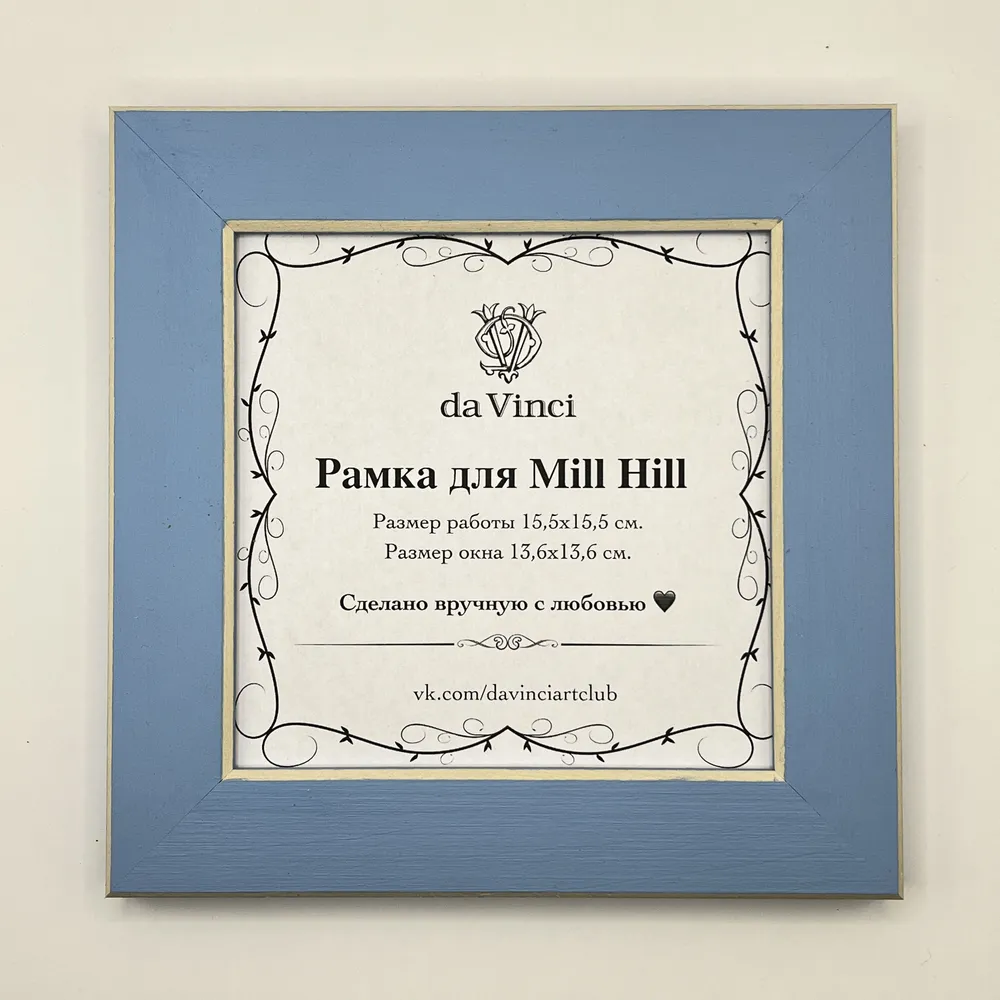 da Vinci
Рамка для Mill Hill
Размер работы 15,5х15,5 см.
Размер окна 13,6х13,6 см.
Сделано вручную с любовью 🖤
vk.com/davinciartclub